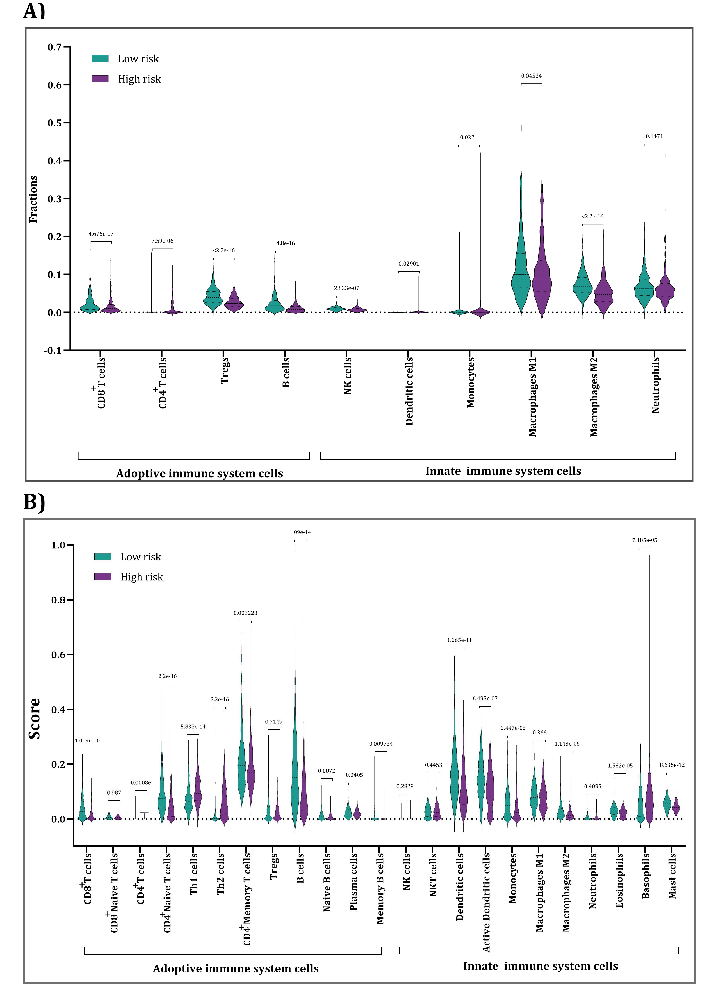 A)
0.7
0.6
0.5
0.4
0.3
0.2
0.1
0.0
-0.1
Fractions
Low risk
High risk
4.676e-07
7.59e-06
<2.2e-16
4.8e-16
2.823e-07
0.02901
0.0221
0.04534
<2.2e-16
0.1471
CD8+ T cells
CD4+ T cells
Tregs
B cells
NK cells
Dendritic cells
Monocytes
Macrophages M1
Macrophages M2
Neutrophils
Adoptive immune system cells
Innate immune system cells
B)
1.0
0.8
0.6
0.4
0.2
0.0
Score
Low risk
High risk
1.019e-10
0.987
0.00086
2.2e-16
5.833e-14
2.2e-16
0.003228
0.7149
1.09e-14
0.0072
0.0405
0.009734
0.2828
0.4453
1.265e-11
6.495e-07
2.447e-06
0.366
1.143e-06
0.4095
1.582e-05
7.185e-05
8.635e-12
CD8+ T cells
CD8+ Naive T cells
CD4+ T cells
CD4+ Naive T cells
Th1 cells
Th2 cells
CD4+ Memory T cells
Tregs
B cells
Naive B cells
Plasma cells
Memory B cells
NK cells
NKT cells
Dendritic cells
Active Dendritic cells
Monocytes
Macrophages M1
Macrophages M2
Neutrophils
Eosinophils
Basophils
Mast cells
Adoptive immune system cells
Innate immune system cells